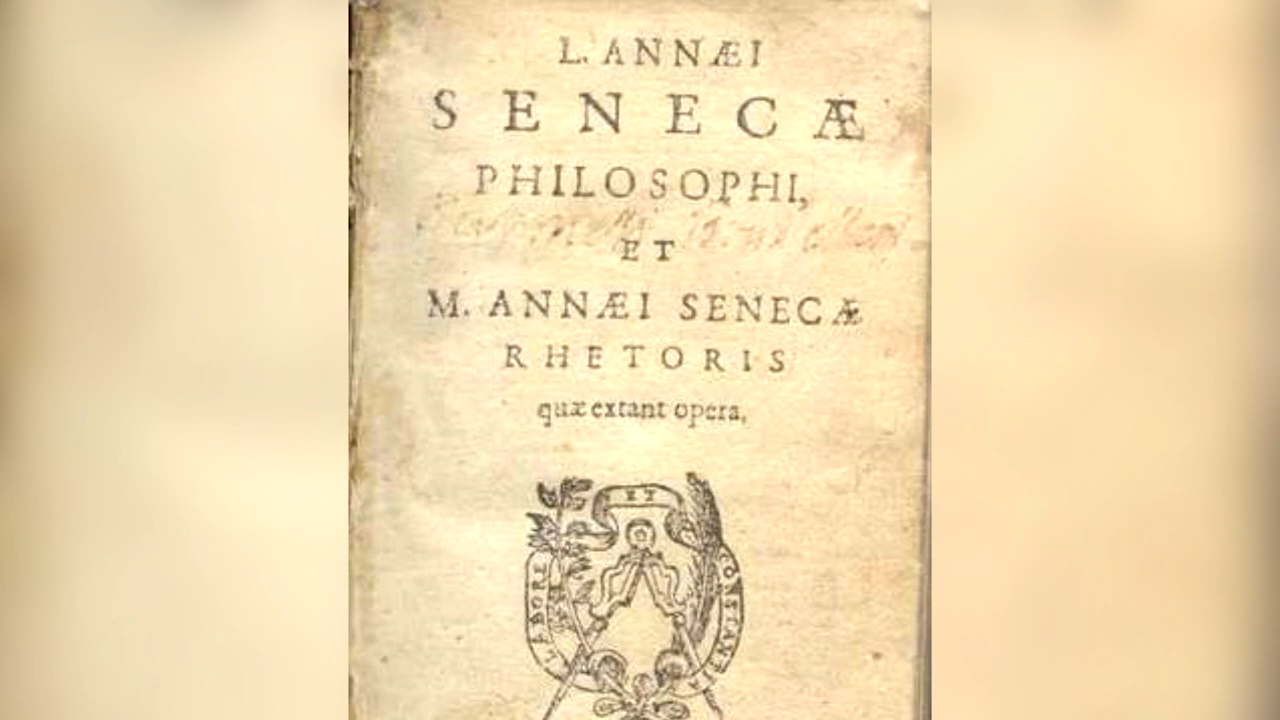 L. ANNÆI
SENECÆ
PHILOSOPHI,
ET
M. ANNÆI SENECÆ
RHETORIS
quæ extant opera.
LABORE
ET
CONSTANTIA